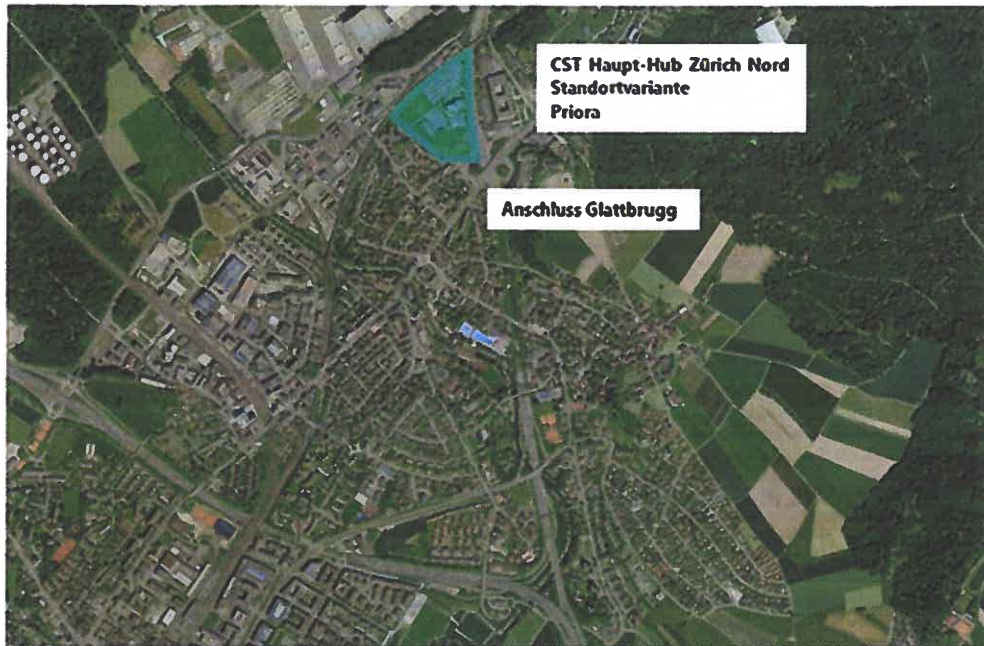 CST Haupt-Hub Zürich Nord
Standortvariante
Priora
Anschluss Glattbrugg